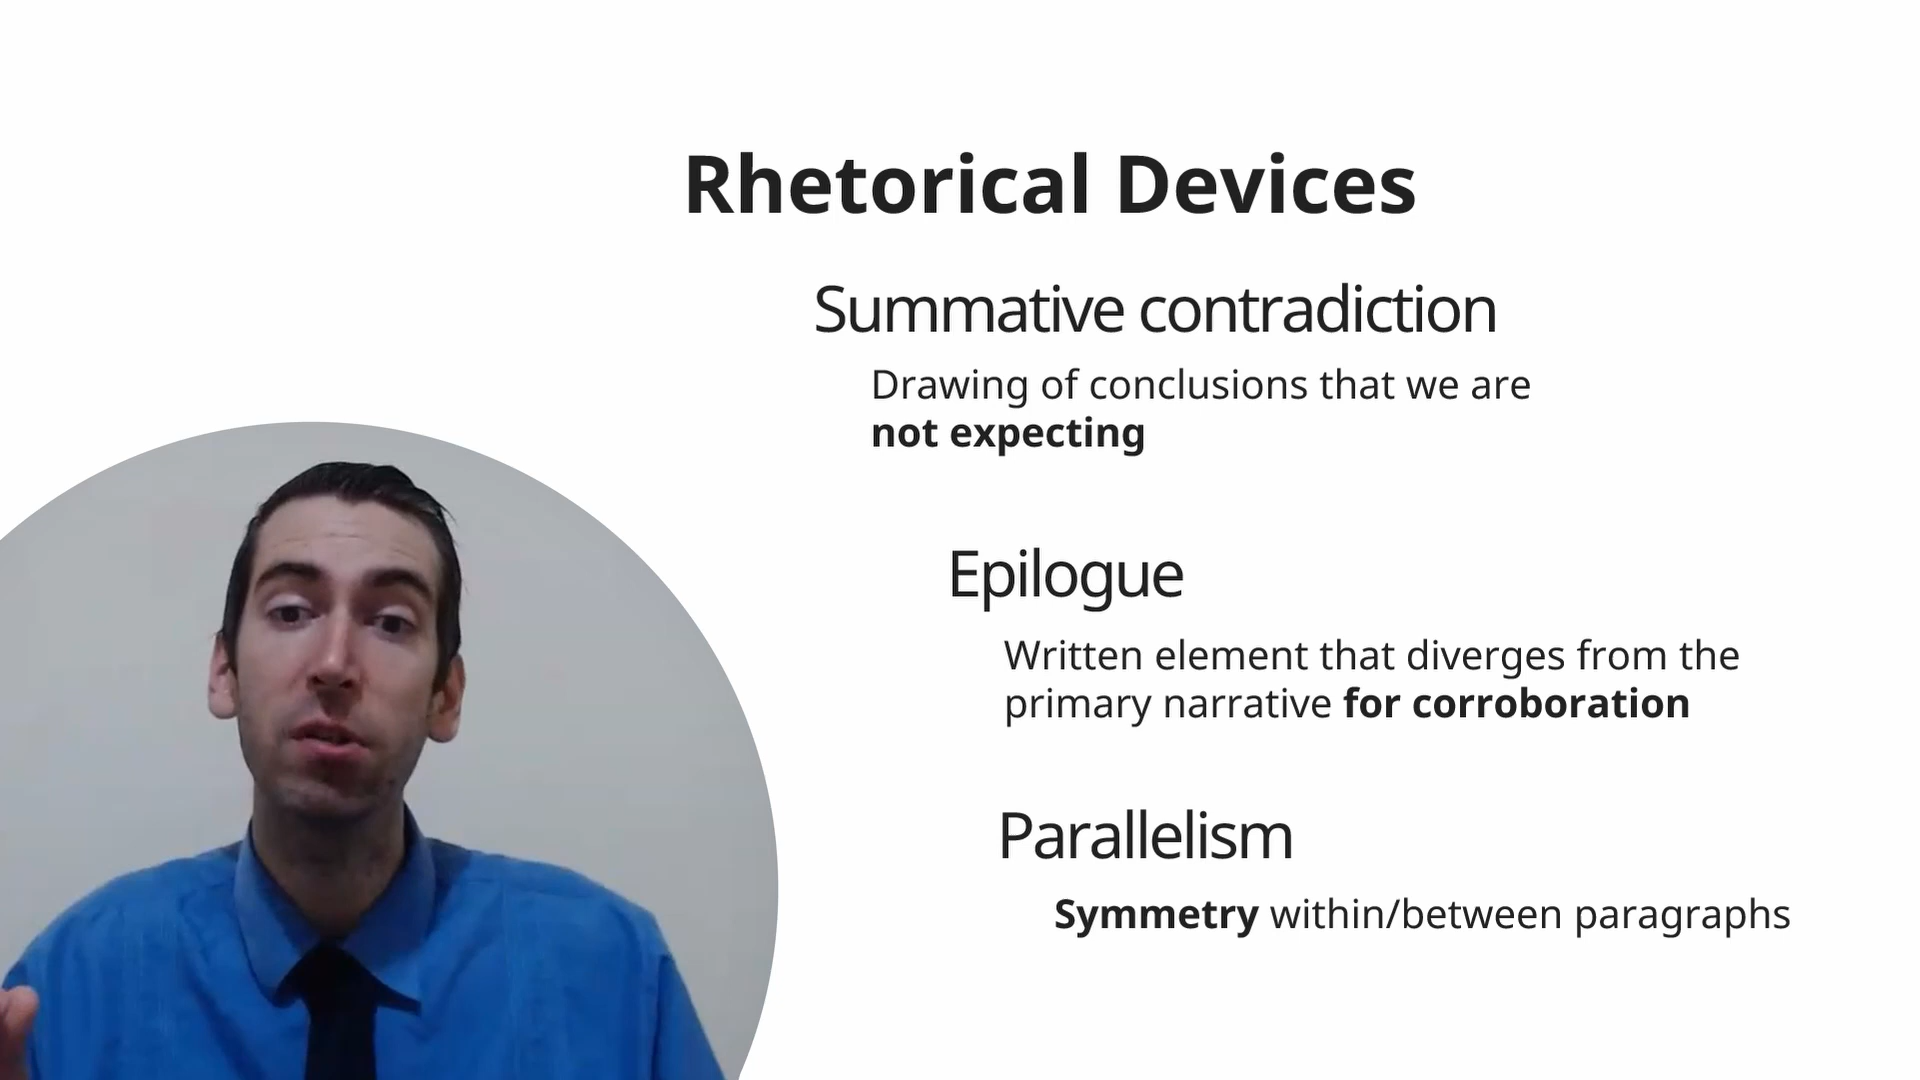 Rhetorical Devices
Summative contradiction
Drawing of conclusions that we are
not expecting
Epilogue
Written element that diverges from the
primary narrative for corroboration
Parallelism
Symmetry within/between paragraphs